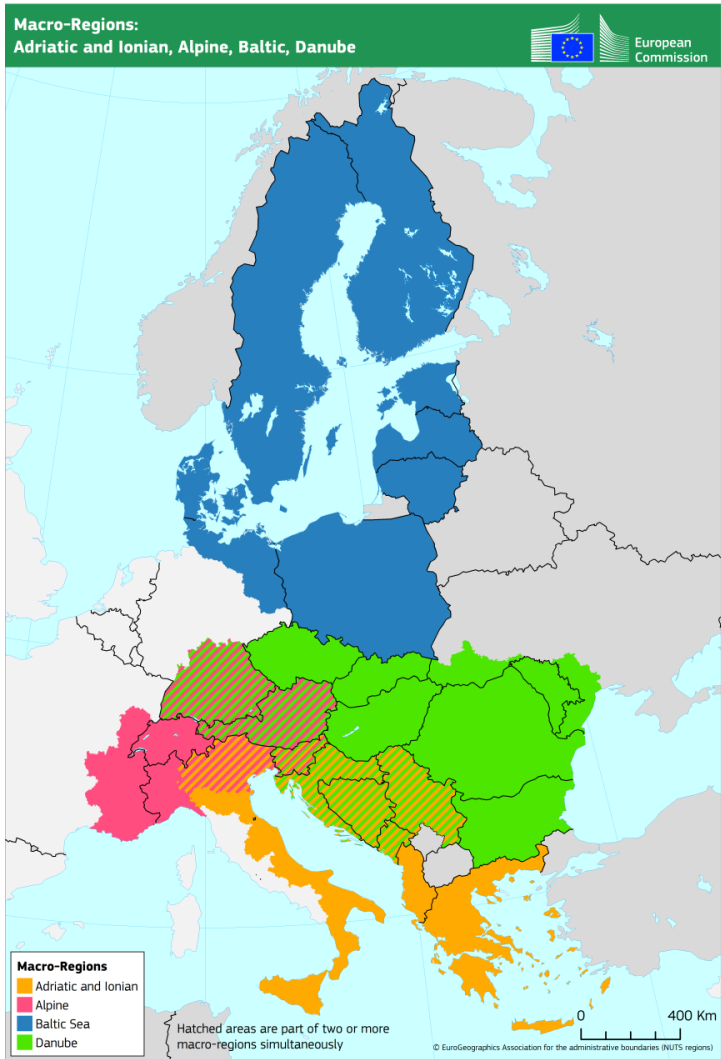 Macro-Regions:
Adriatic and Ionian, Alpine, Baltic, Danube
European
Commission
Macro-Regions
Adriatic and Ionian
Alpine
Baltic Sea
Danube
Hatched areas are part of two or more
macro-regions simultaneously
0 400 Km
© EuroGeographics Association for the administrative boundaries (NUTS regions)